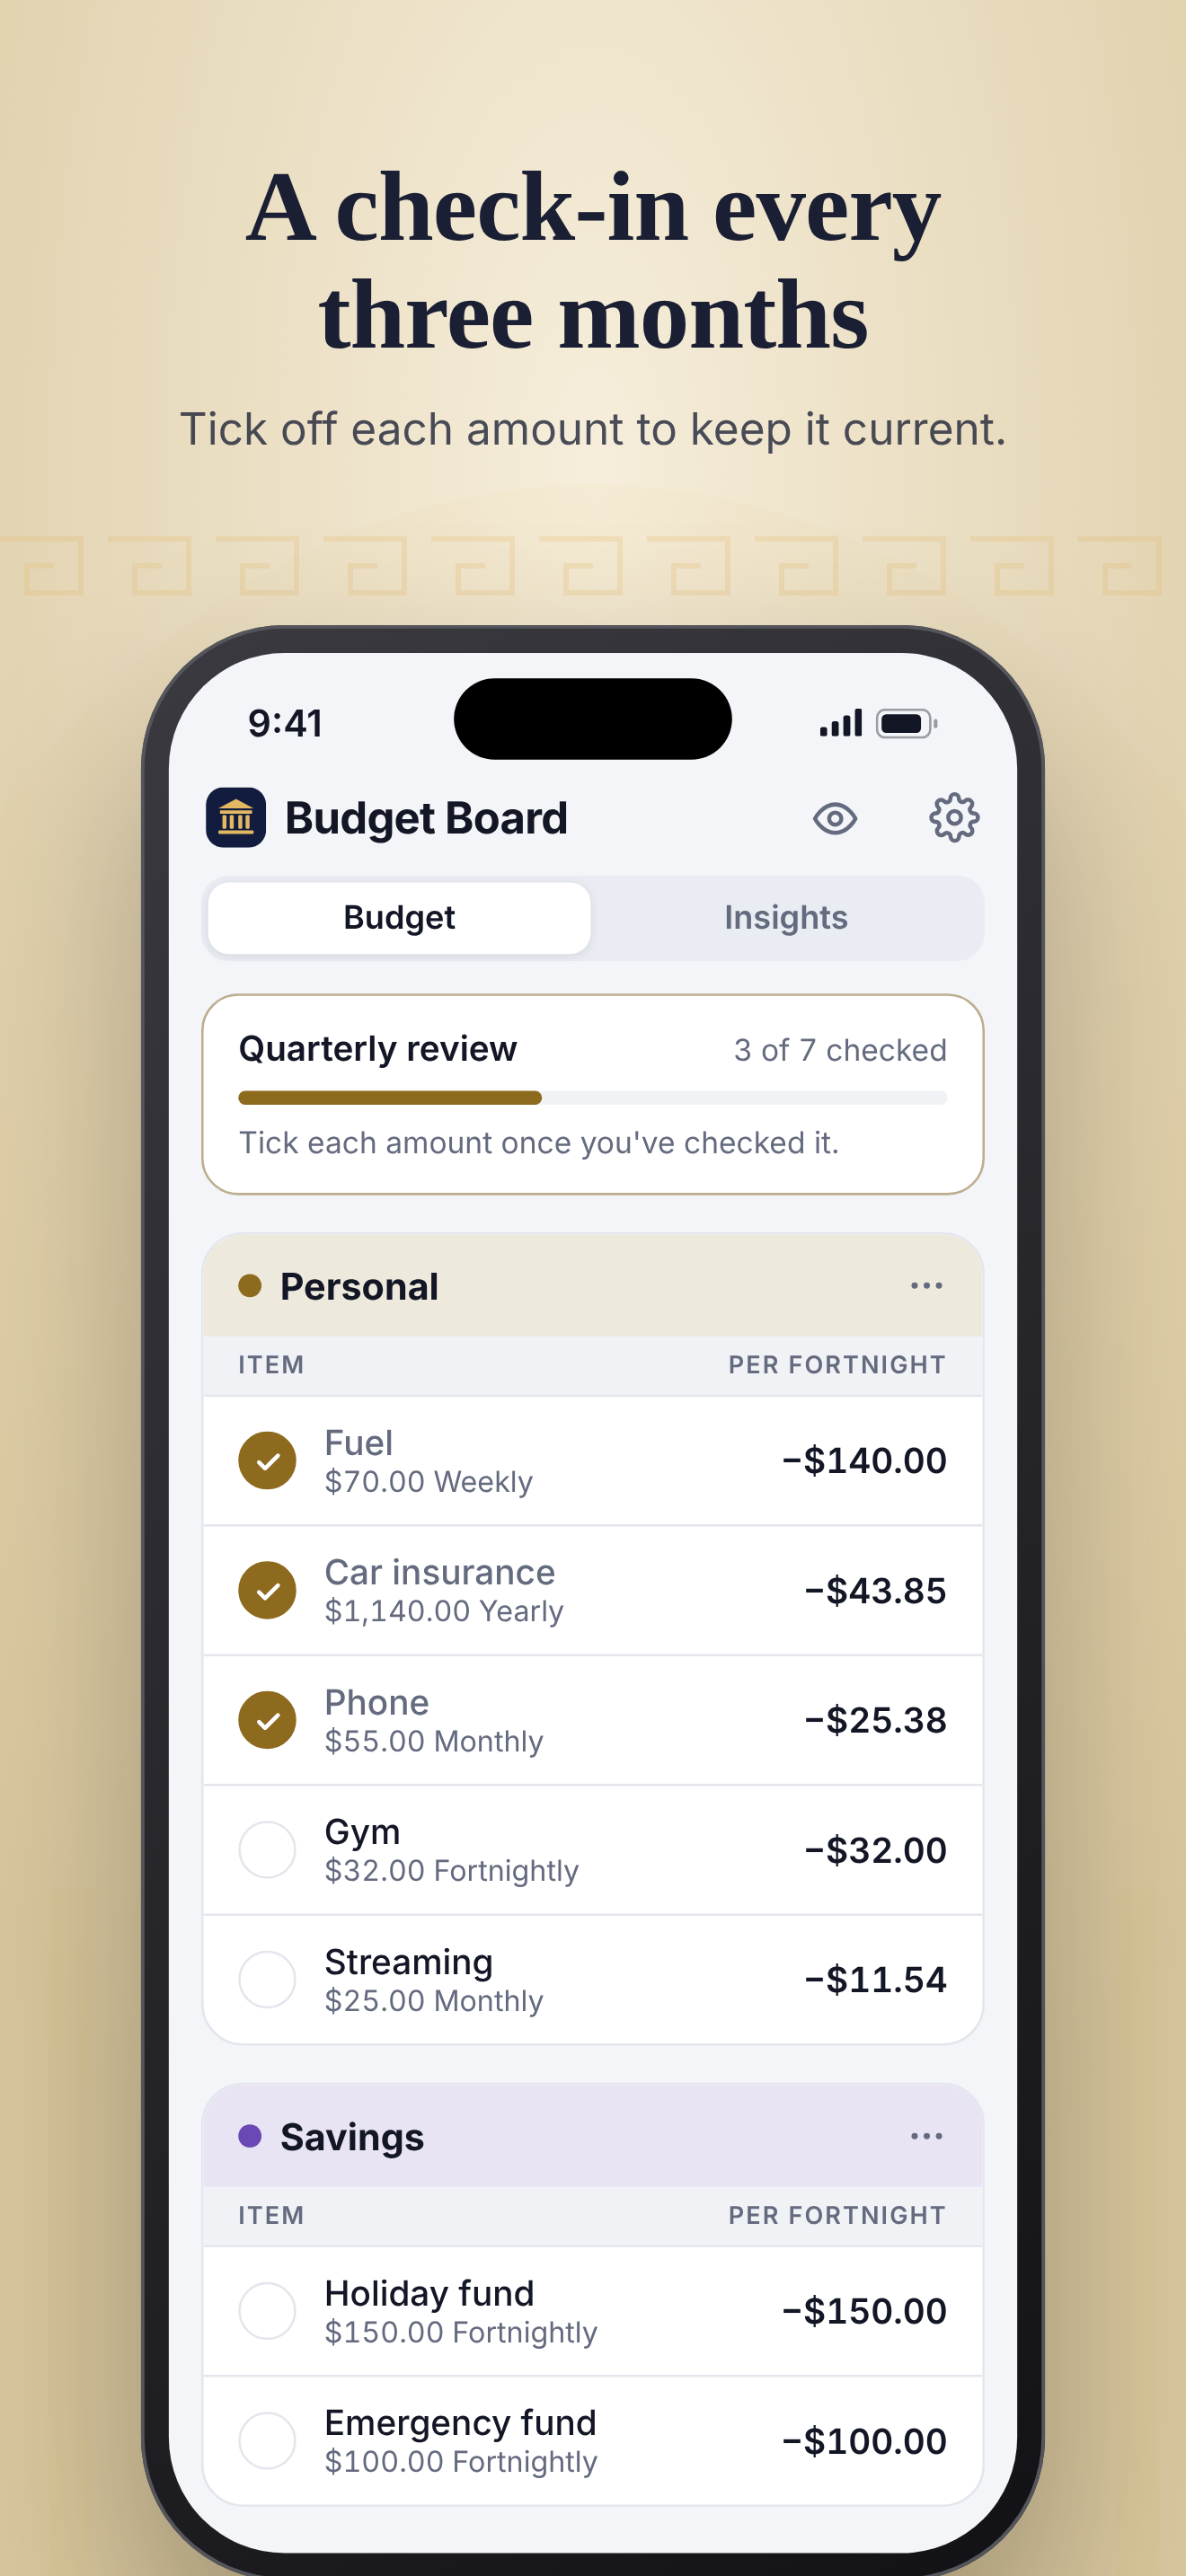 A check-in every
three months
Tick off each amount to keep it current.
9:41
Budget Board
Budget Insights
Quarterly review 3 of 7 checked
Tick each amount once you've checked it.
Personal
ITEM PER FORTNIGHT
Fuel
$70.00 Weekly −$140.00
Car insurance
$1,140.00 Yearly −$43.85
Phone
$55.00 Monthly −$25.38
Gym
$32.00 Fortnightly −$32.00
Streaming
$25.00 Monthly −$11.54
Savings
ITEM PER FORTNIGHT
Holiday fund
$150.00 Fortnightly −$150.00
Emergency fund
$100.00 Fortnightly −$100.00